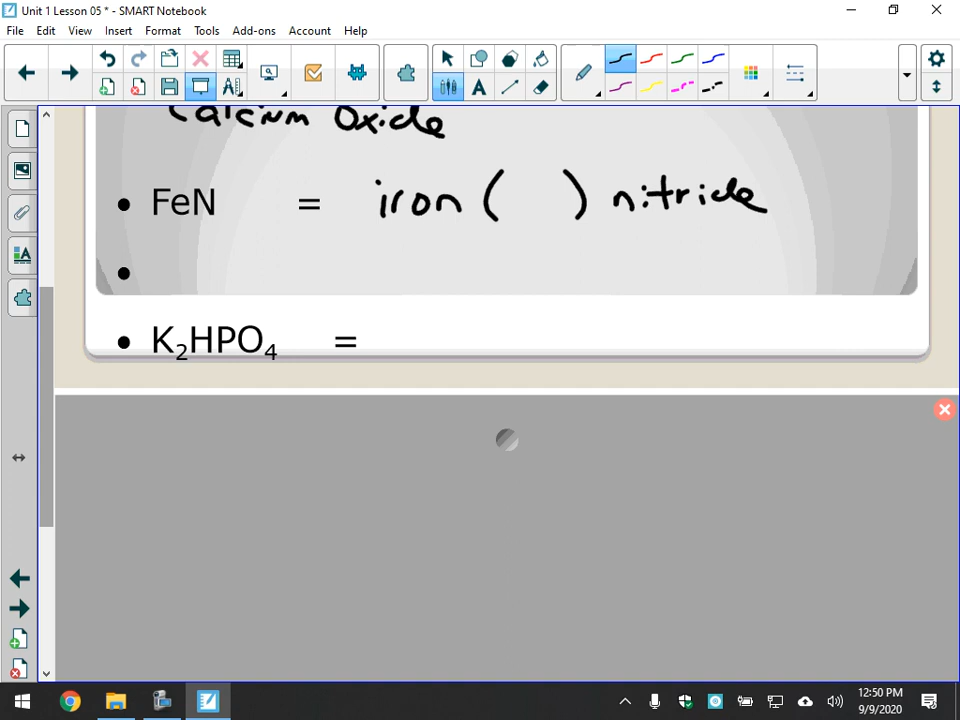 Unit 1 Lesson 05 * - SMART Notebook
File Edit View Insert Format Tools Add-ons Account Help
Calcium Oxide
• FeN = iron ( ) nitride
•
• K₂HPO₄ =
12:50 PM
9/9/2020